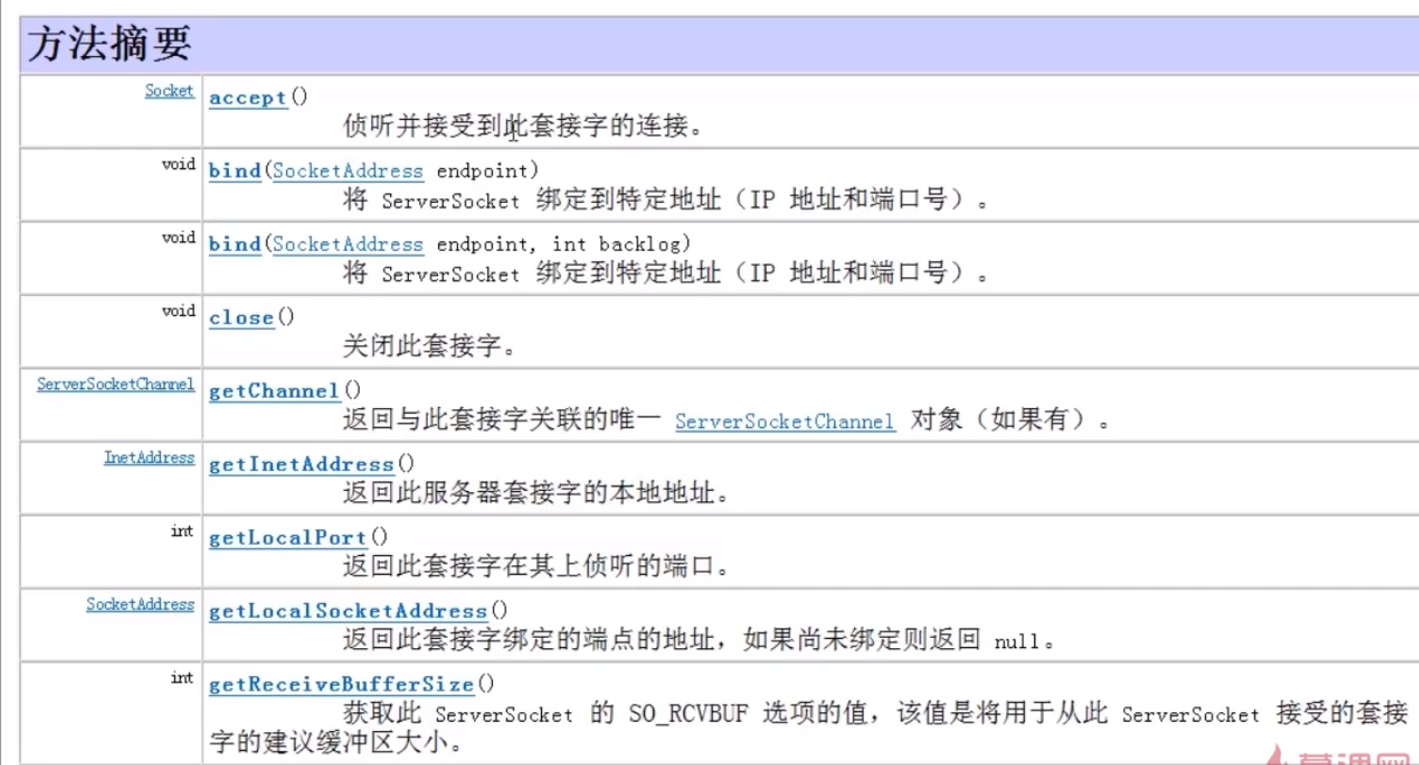 方法摘要
Socket accept()
侦听并接受到此套接字的连接。
void bind(SocketAddress endpoint)
将 ServerSocket 绑定到特定地址（IP 地址和端口号）。
void bind(SocketAddress endpoint, int backlog)
将 ServerSocket 绑定到特定地址（IP 地址和端口号）。
void close()
关闭此套接字。
ServerSocketChannel getChannel()
返回与此套接字关联的唯一 ServerSocketChannel 对象（如果有）。
InetAddress getInetAddress()
返回此服务器套接字的本地地址。
int getLocalPort()
返回此套接字在其上侦听的端口。
SocketAddress getLocalSocketAddress()
返回此套接字绑定的端点的地址，如果尚未绑定则返回 null。
int getReceiveBufferSize()
获取此 ServerSocket 的 SO_RCVBUF 选项的值，该值是将用于从此 ServerSocket 接受的套接
字的建议缓冲区大小。